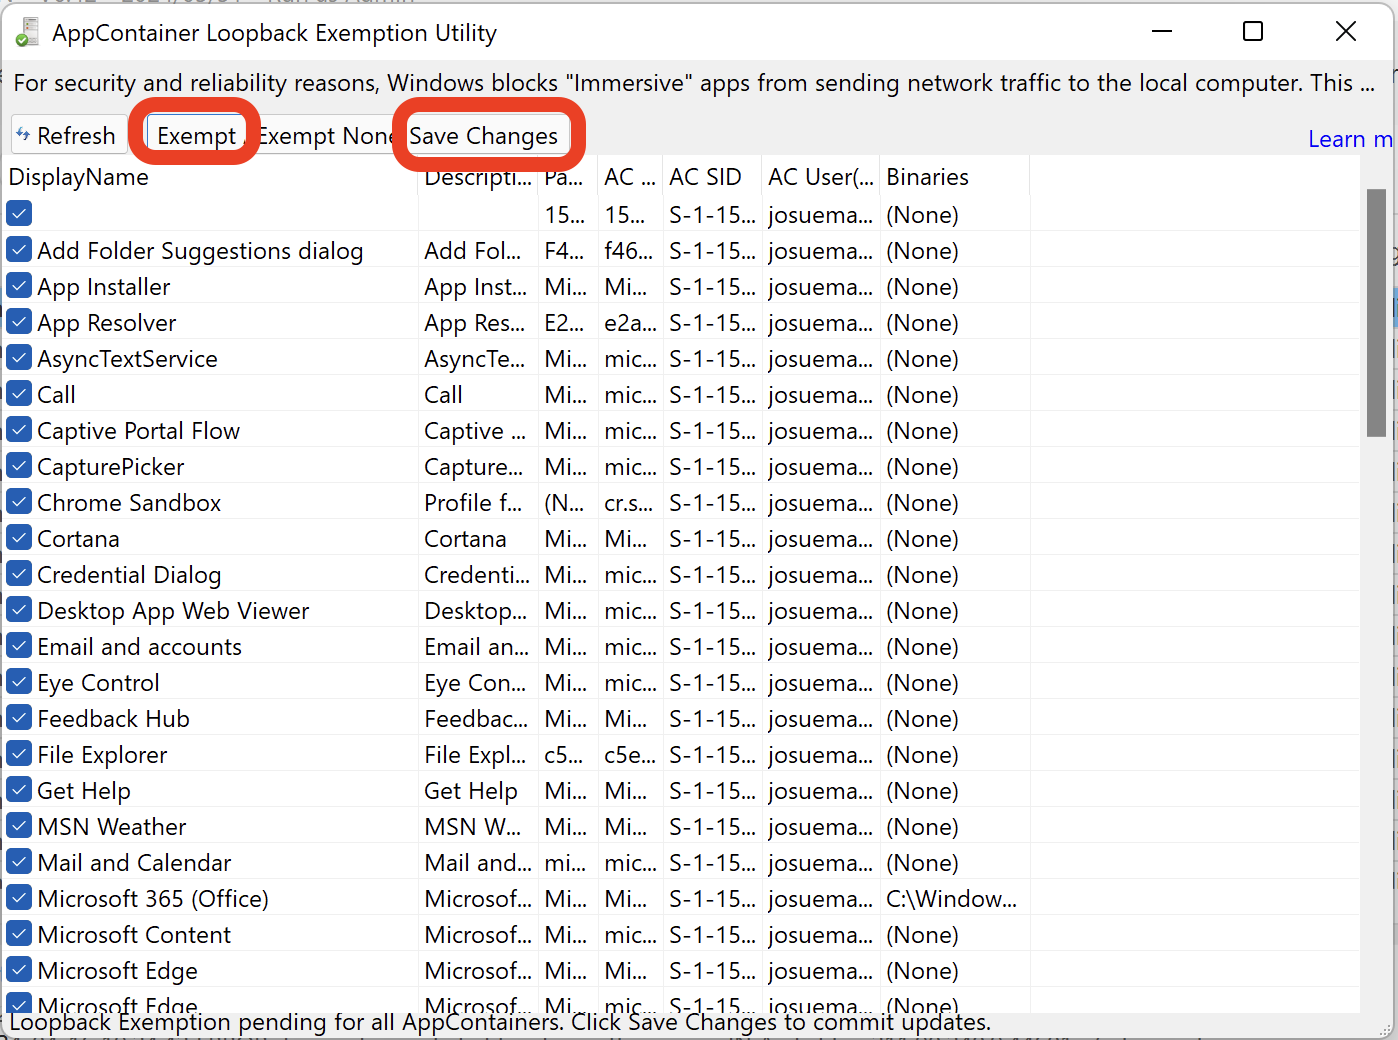 AppContainer Loopback Exemption Utility
For security and reliability reasons, Windows blocks "Immersive" apps from sending network traffic to the local computer. This ...
Refresh Exempt Exempt None Save Changes Learn m
DisplayName Descripti... Pa... AC ... AC SID AC User(... Binaries
15... 15... S-1-15... josuema... (None)
Add Folder Suggestions dialog Add Fol... F4... f46... S-1-15... josuema... (None)
App Installer App Inst... Mi... Mi... S-1-15... josuema... (None)
App Resolver App Res... E2... e2a... S-1-15... josuema... (None)
AsyncTextService AsyncTe... Mi... mic... S-1-15... josuema... (None)
Call Call Mi... mic... S-1-15... josuema... (None)
Captive Portal Flow Captive ... Mi... mic... S-1-15... josuema... (None)
CapturePicker Capture... Mi... mic... S-1-15... josuema... (None)
Chrome Sandbox Profile f... (N... cr.s... S-1-15... josuema... (None)
Cortana Cortana Mi... Mi... S-1-15... josuema... (None)
Credential Dialog Credenti... Mi... mic... S-1-15... josuema... (None)
Desktop App Web Viewer Desktop... Mi... mic... S-1-15... josuema... (None)
Email and accounts Email an... Mi... mic... S-1-15... josuema... (None)
Eye Control Eye Con... Mi... mic... S-1-15... josuema... (None)
Feedback Hub Feedbac... Mi... Mi... S-1-15... josuema... (None)
File Explorer File Expl... c5... c5e... S-1-15... josuema... (None)
Get Help Get Help Mi... Mi... S-1-15... josuema... (None)
MSN Weather MSN W... Mi... Mi... S-1-15... josuema... (None)
Mail and Calendar Mail and... mi... mic... S-1-15... josuema... (None)
Microsoft 365 (Office) Microsof... Mi... Mi... S-1-15... josuema... C:\Window...
Microsoft Content Microsof... Mi... mic... S-1-15... josuema... (None)
Microsoft Edge Microsof... Mi... Mi... S-1-15... josuema... (None)
Microsoft Edge Microsof... Mi... mic... S-1-15... josuema... (None)
Loopback Exemption pending for all AppContainers. Click Save Changes to commit updates.